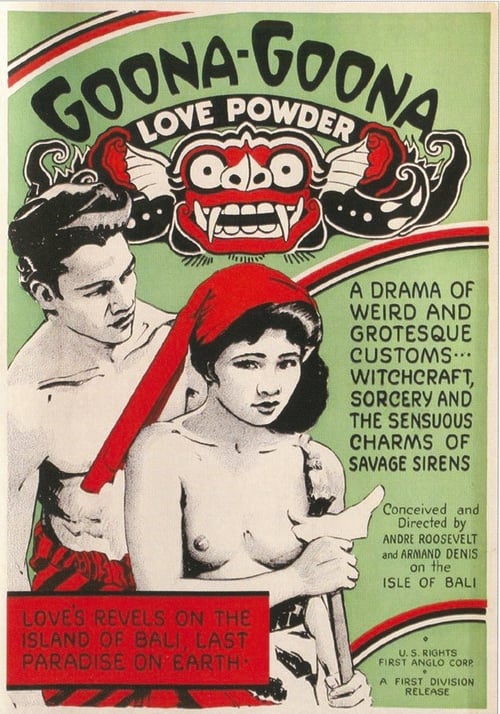 GOONA-GOONA
LOVE POWDER
A DRAMA OF
WEIRD AND
GROTESQUE
CUSTOMS...
WITCHCRAFT,
SORCERY AND
THE SENSUOUS
CHARMS OF
SAVAGE SIRENS
Conceived and
Directed by
ANDRE ROOSEVELT
and ARMAND DENIS
on the
ISLE OF BALI
LOVE'S REVELS ON THE
ISLAND OF BALI, LAST
PARADISE ON EARTH.
U.S. RIGHTS
FIRST ANGLO CORP.
A FIRST DIVISION
RELEASE